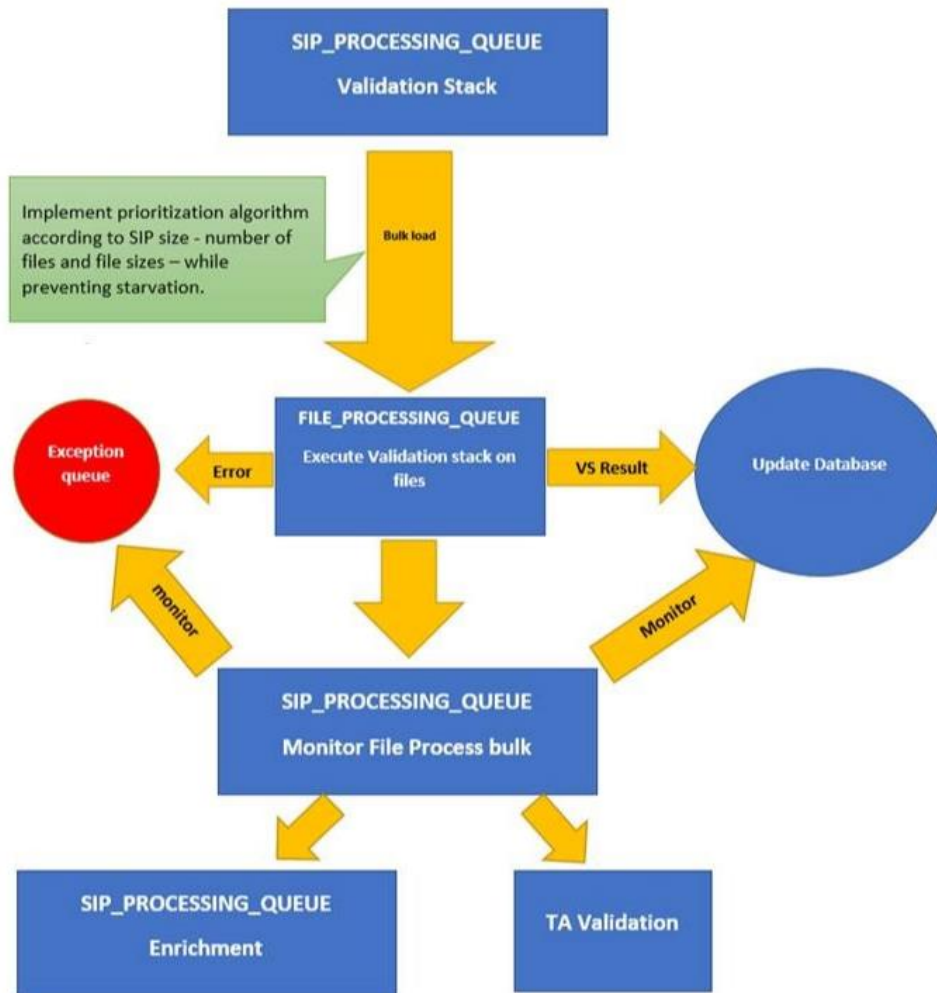 SIP_PROCESSING_QUEUE
Validation Stack
Implement prioritization algorithm
according to SIP size - number of
files and file sizes – while
preventing starvation.
Bulk load
FILE_PROCESSING_QUEUE
Execute Validation stack on
files
Exception
queue
Error
VS Result
Update Database
monitor
Monitor
SIP_PROCESSING_QUEUE
Monitor File Process bulk
SIP_PROCESSING_QUEUE
Enrichment
TA Validation